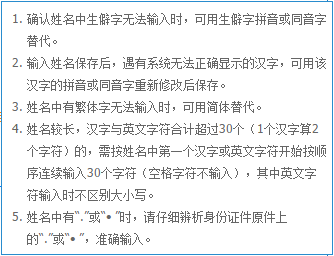 1. 确认姓名中生僻字无法输入时，可用生僻字拼音或同音字
替代。
2. 输入姓名保存后，遇有系统无法正确显示的汉字，可用该
汉字的拼音或同音字重新修改后保存。
3. 姓名中有繁体字无法输入时，可用简体替代。
4. 姓名较长，汉字与英文字符合计超过30个（1个汉字算2
个字符）的，需按姓名中第一个汉字或英文字符开始按顺
序连续输入30个字符（空格字符不输入），其中英文字
符输入时不区别大小写。
5. 姓名中有“.”或“• ”时，请仔细辨析身份证件原件上
的“.”或“• ”，准确输入。